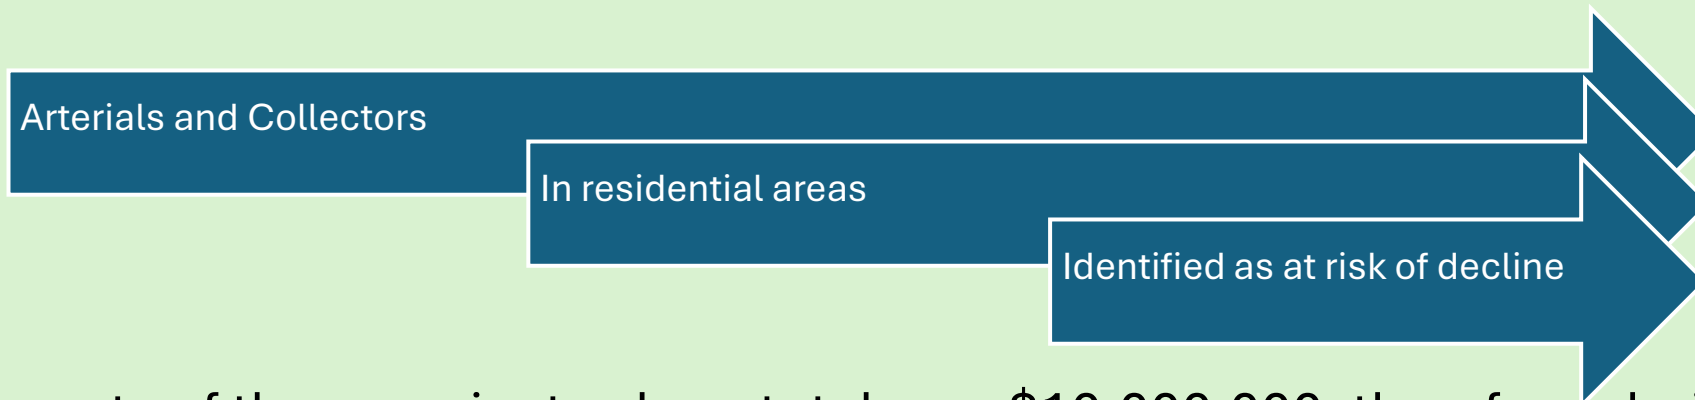 Arterials and Collectors
In residential areas
Identified as at risk of decline